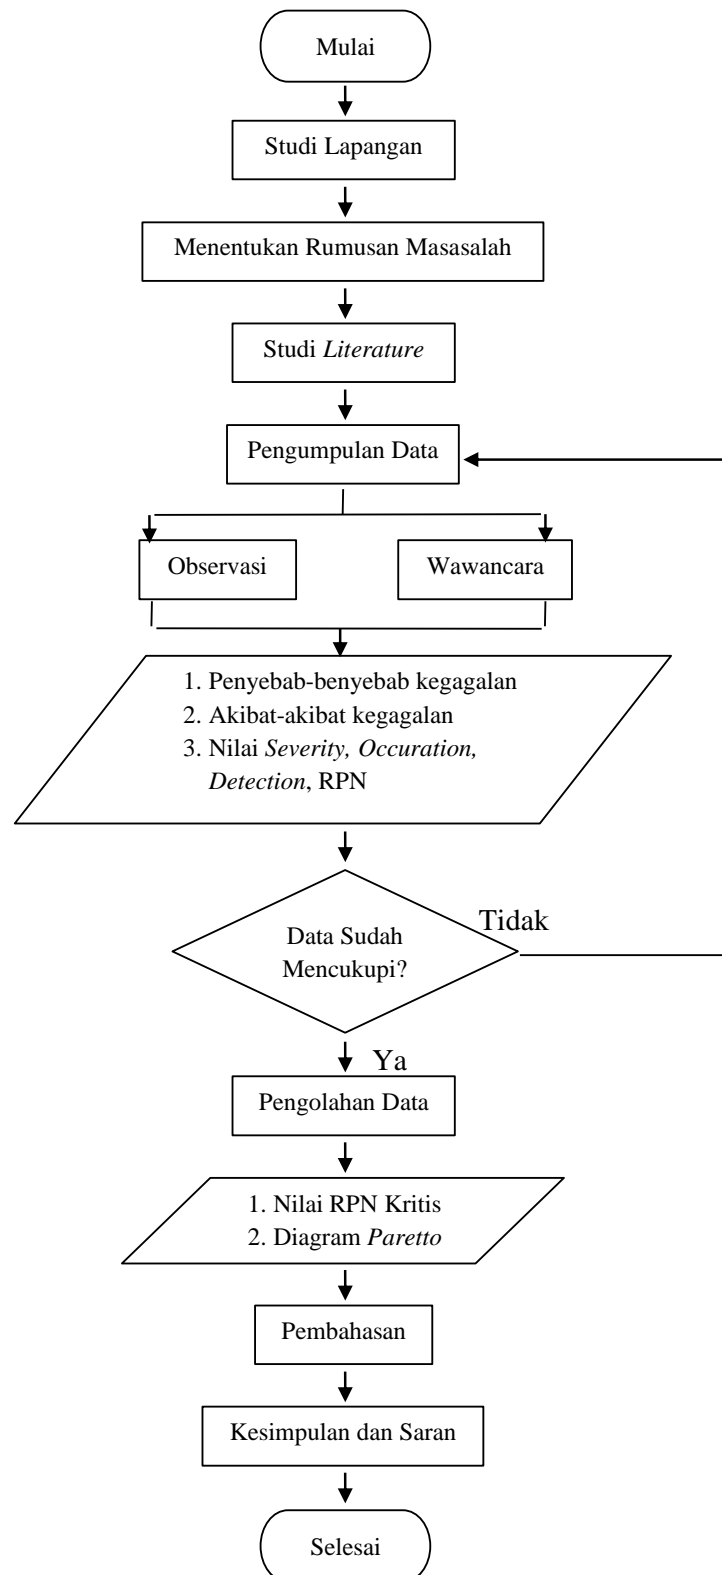 Mulai
Studi Lapangan
Menentukan Rumusan Masasalah
Studi Literature
Pengumpulan Data
Observasi
Wawancara
1. Penyebab-benyebab kegagalan
2. Akibat-akibat kegagalan
3. Nilai Severity, Occuration,
Detection, RPN
Tidak
Data Sudah
Mencukupi?
Ya
Pengolahan Data
1. Nilai RPN Kritis
2. Diagram Paretto
Pembahasan
Kesimpulan dan Saran
Selesai